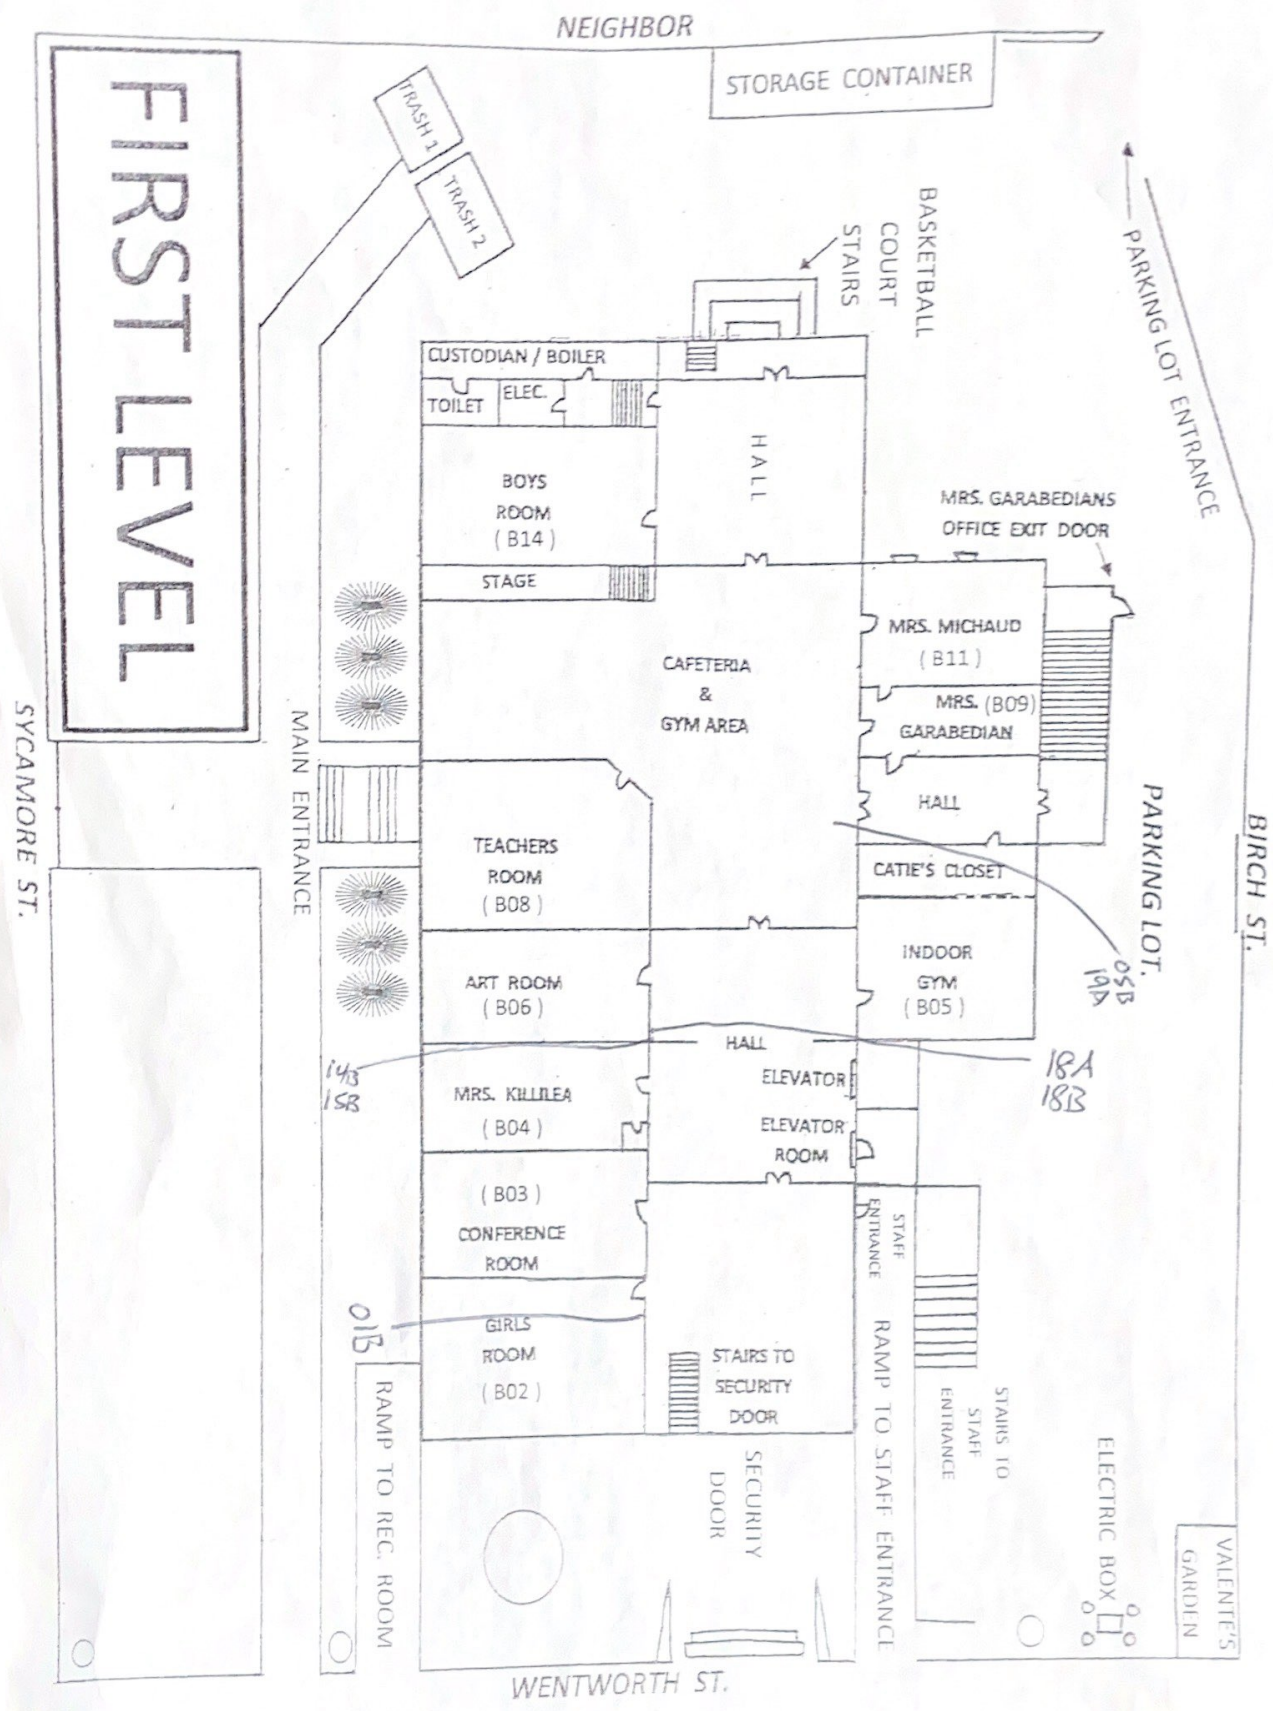 NEIGHBOR
STORAGE CONTAINER
FIRST LEVEL
TRASH 1
TRASH 2
BASKETBALL
COURT
STAIRS
PARKING LOT ENTRANCE
CUSTODIAN / BOILER
TOILET
ELEC.
HALL
BOYS
ROOM
(B14)
MRS. GARABEDIANS
OFFICE EXIT DOOR
STAGE
MRS. MICHAUD
(B11)
CAFETERIA
&
GYM AREA
MRS. (B09)
GARABEDIAN
SYCAMORE ST.
MAIN ENTRANCE
HALL
PARKING LOT.
BIRCH ST.
TEACHERS
ROOM
(B08)
CATIE'S CLOSET
INDOOR
GYM
(B05)
05B
19A
ART ROOM
(B06)
HALL
14B
15B
18A
18B
ELEVATOR
MRS. KILLILEA
(B04)
ELEVATOR
ROOM
(B03)
CONFERENCE
ROOM
STAFF
ENTRANCE
01B
GIRLS
ROOM
(B02)
STAIRS TO
SECURITY
DOOR
RAMP TO STAFF ENTRANCE
STAIRS TO
STAFF
ENTRANCE
RAMP TO REC. ROOM
SECURITY
DOOR
ELECTRIC BOX
VALENTE'S
GARDEN
WENTWORTH ST.